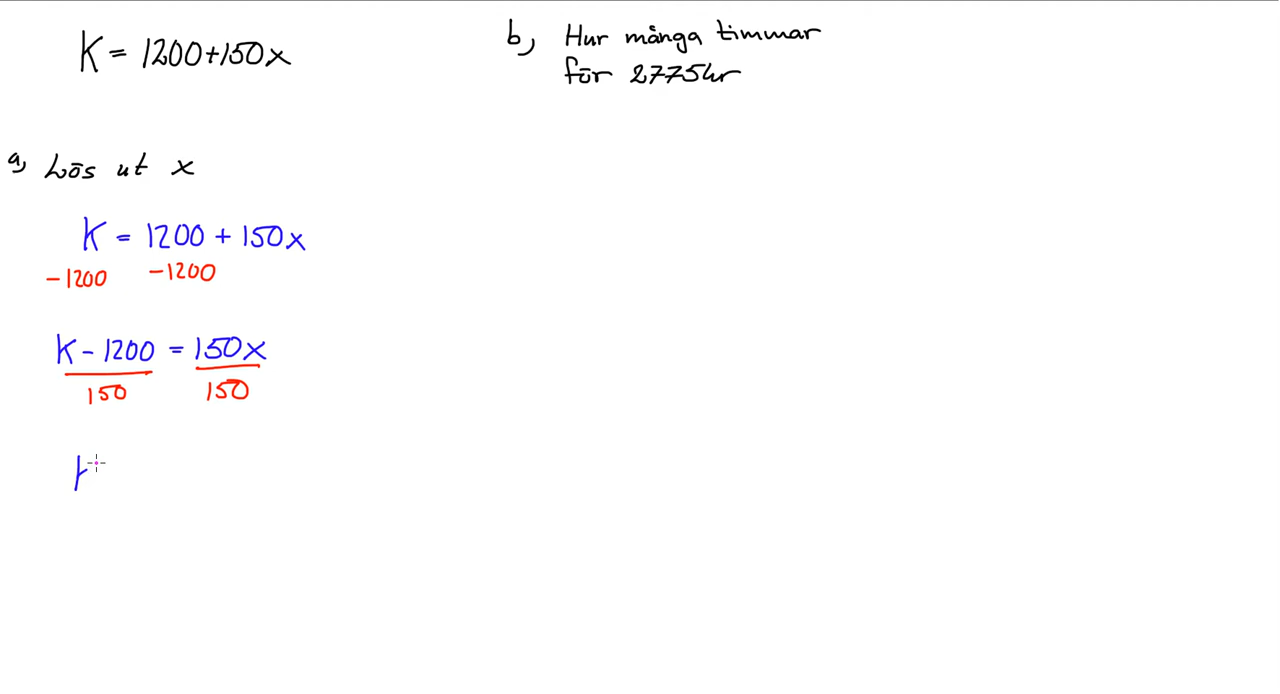 K = 1200+150x
b, Hur många timmar
för 2775kr
a, Lös ut x
K = 1200 + 150x
-1200 -1200
K - 1200 = 150x
150 150